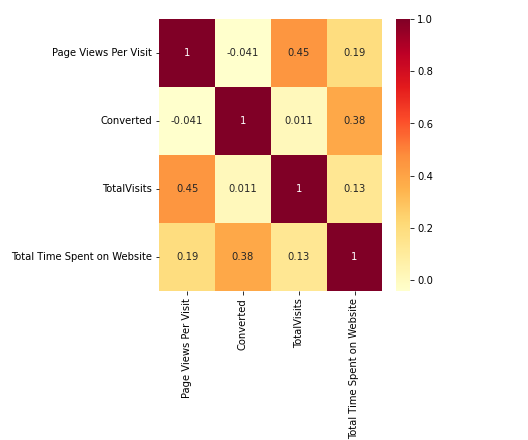 Page Views Per Visit
1
-0.041
0.45
0.19
Converted
-0.041
1
0.011
0.38
TotalVisits
0.45
0.011
1
0.13
Total Time Spent on Website
0.19
0.38
0.13
1
Page Views Per Visit
Converted
TotalVisits
Total Time Spent on Website
1.0
0.8
0.6
0.4
0.2
0.0